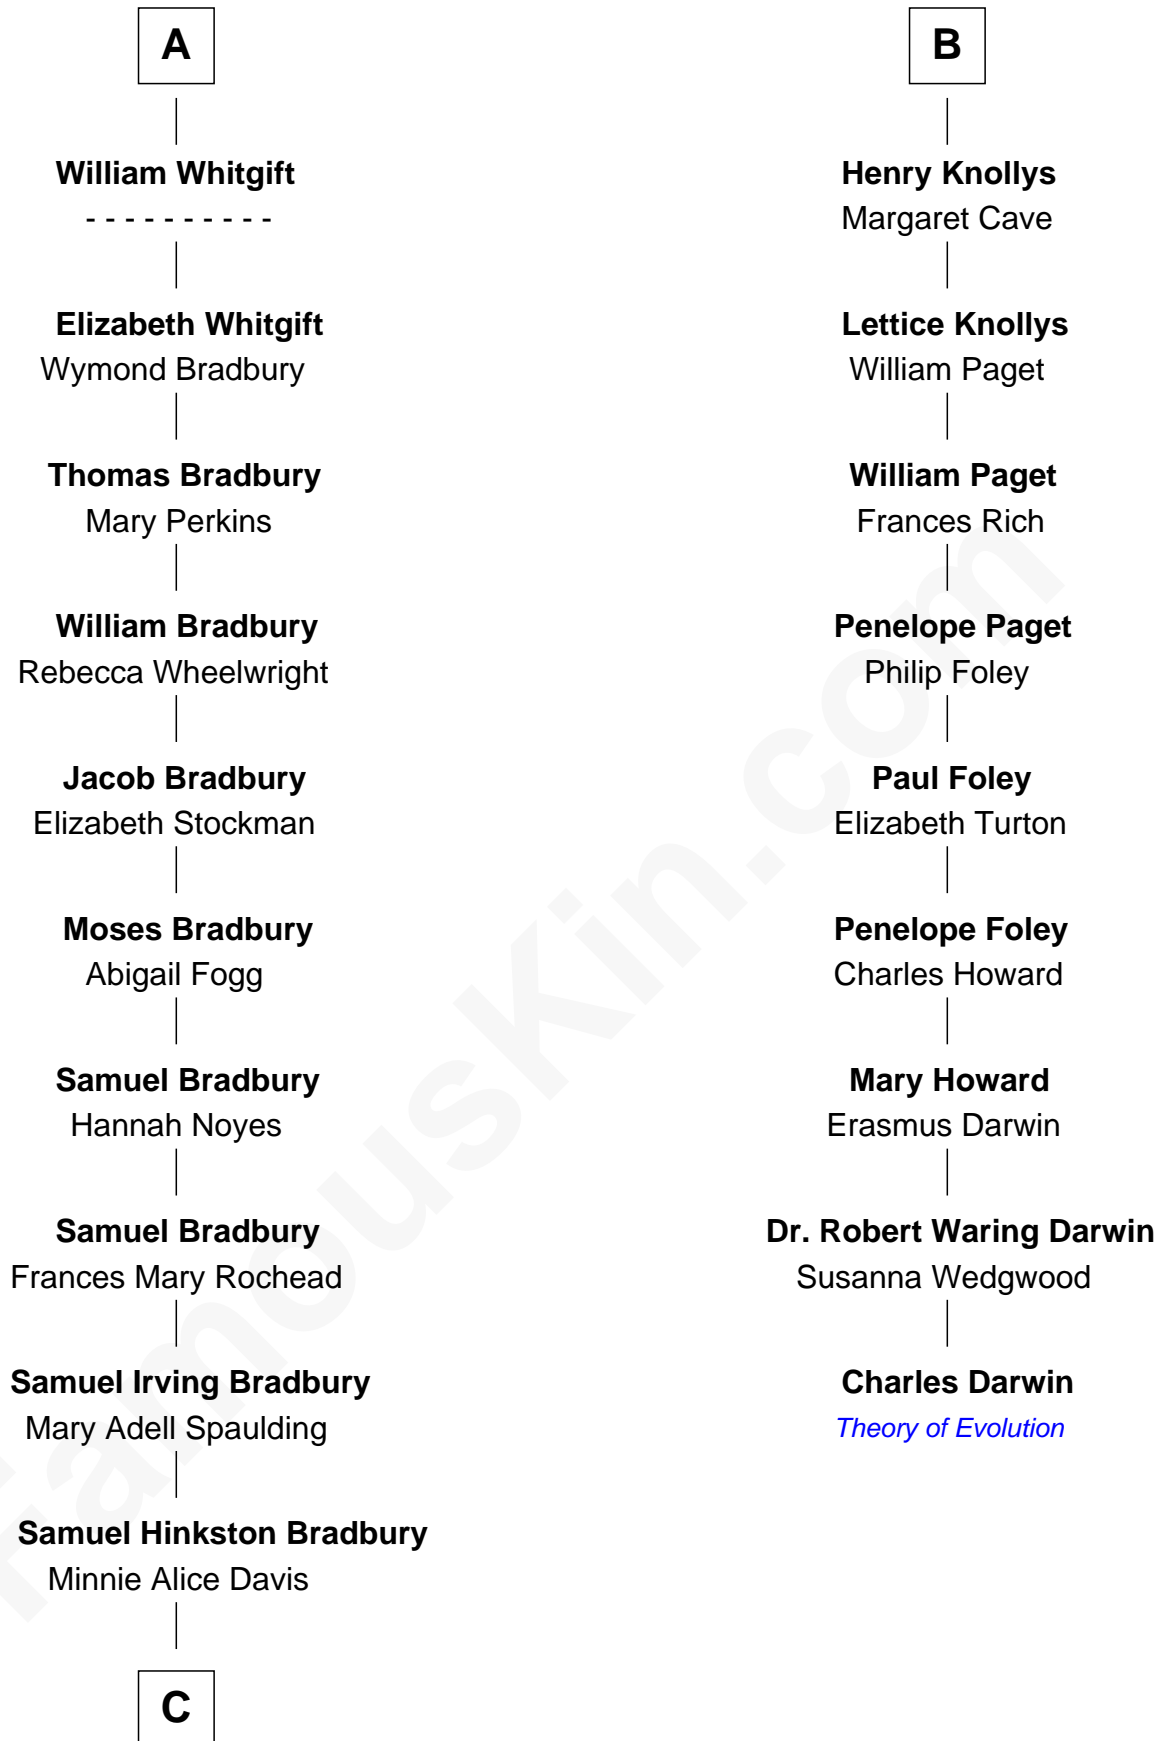 A
William Whitgift
- - - - - - - - - -
Elizabeth Whitgift
Wymond Bradbury
Thomas Bradbury
Mary Perkins
William Bradbury
Rebecca Wheelwright
Jacob Bradbury
Elizabeth Stockman
Moses Bradbury
Abigail Fogg
Samuel Bradbury
Hannah Noyes
Samuel Bradbury
Frances Mary Rochead
Samuel Irving Bradbury
Mary Adell Spaulding
Samuel Hinkston Bradbury
Minnie Alice Davis
C
B
Henry Knollys
Margaret Cave
Lettice Knollys
William Paget
William Paget
Frances Rich
Penelope Paget
Philip Foley
Paul Foley
Elizabeth Turton
Penelope Foley
Charles Howard
Mary Howard
Erasmus Darwin
Dr. Robert Waring Darwin
Susanna Wedgwood
Charles Darwin
Theory of Evolution
FamousKin.com